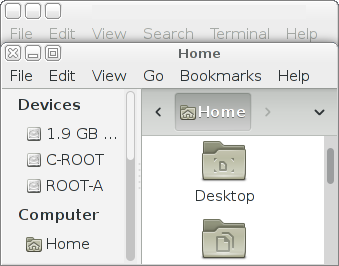 File Edit View Search Terminal Help
Home
File Edit View Go Bookmarks Help
Devices
Home
1.9 GB ...
C-ROOT
ROOT-A
Desktop
Computer
Home